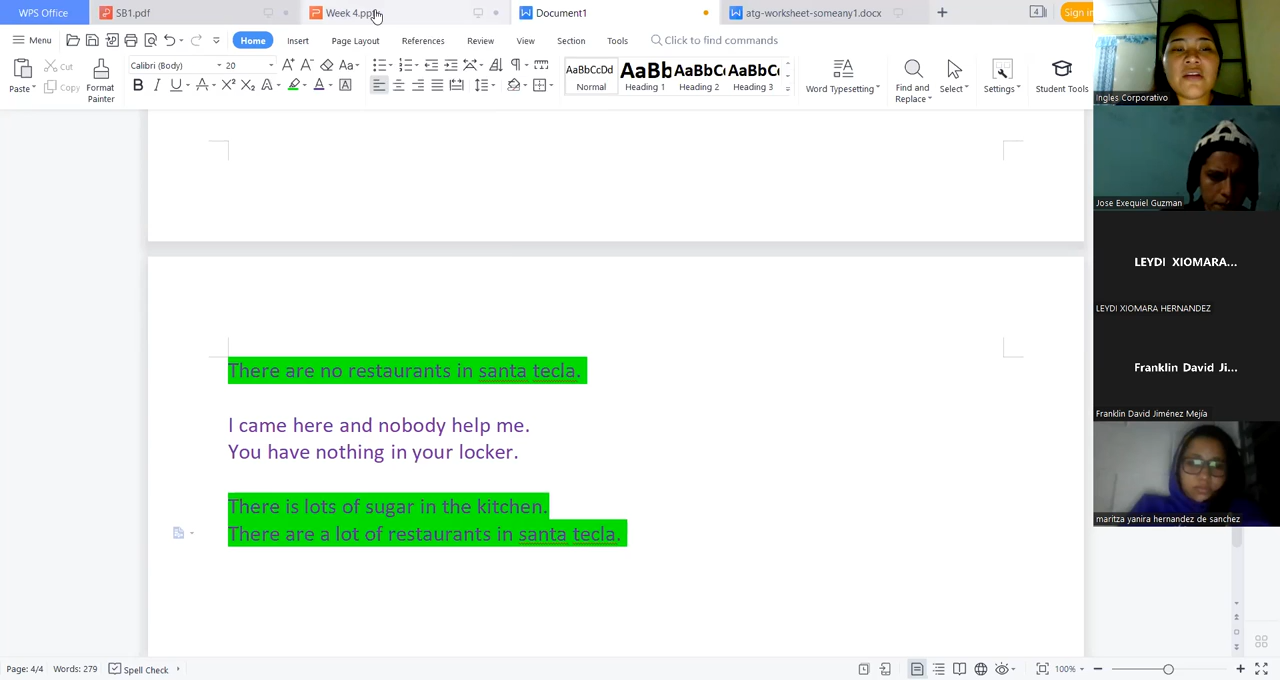 WPS Office SB1.pdf Week 4.pptx Document1 atg-worksheet-someany1.docx 4 Sign in
Menu Home Insert Page Layout References Review View Section Tools Click to find commands
Paste Cut Copy Format Painter Calibri (Body) 20 AaBbCcDd Normal AaBb Heading 1 AaBbCc Heading 2 AaBbCc Heading 3 Word Typesetting Find and Replace Select Settings Student Tools
Ingles Corporativo
Jose Exequiel Guzman
LEYDI XIOMARA...
LEYDI XIOMARA HERNANDEZ
Franklin David Ji...
Franklin David Jiménez Mejía
maritza yanira hernandez de sanchez
There are no restaurants in santa tecla.
I came here and nobody help me.
You have nothing in your locker.
There is lots of sugar in the kitchen.
There are a lot of restaurants in santa tecla.
Page: 4/4 Words: 279 Spell Check 100%